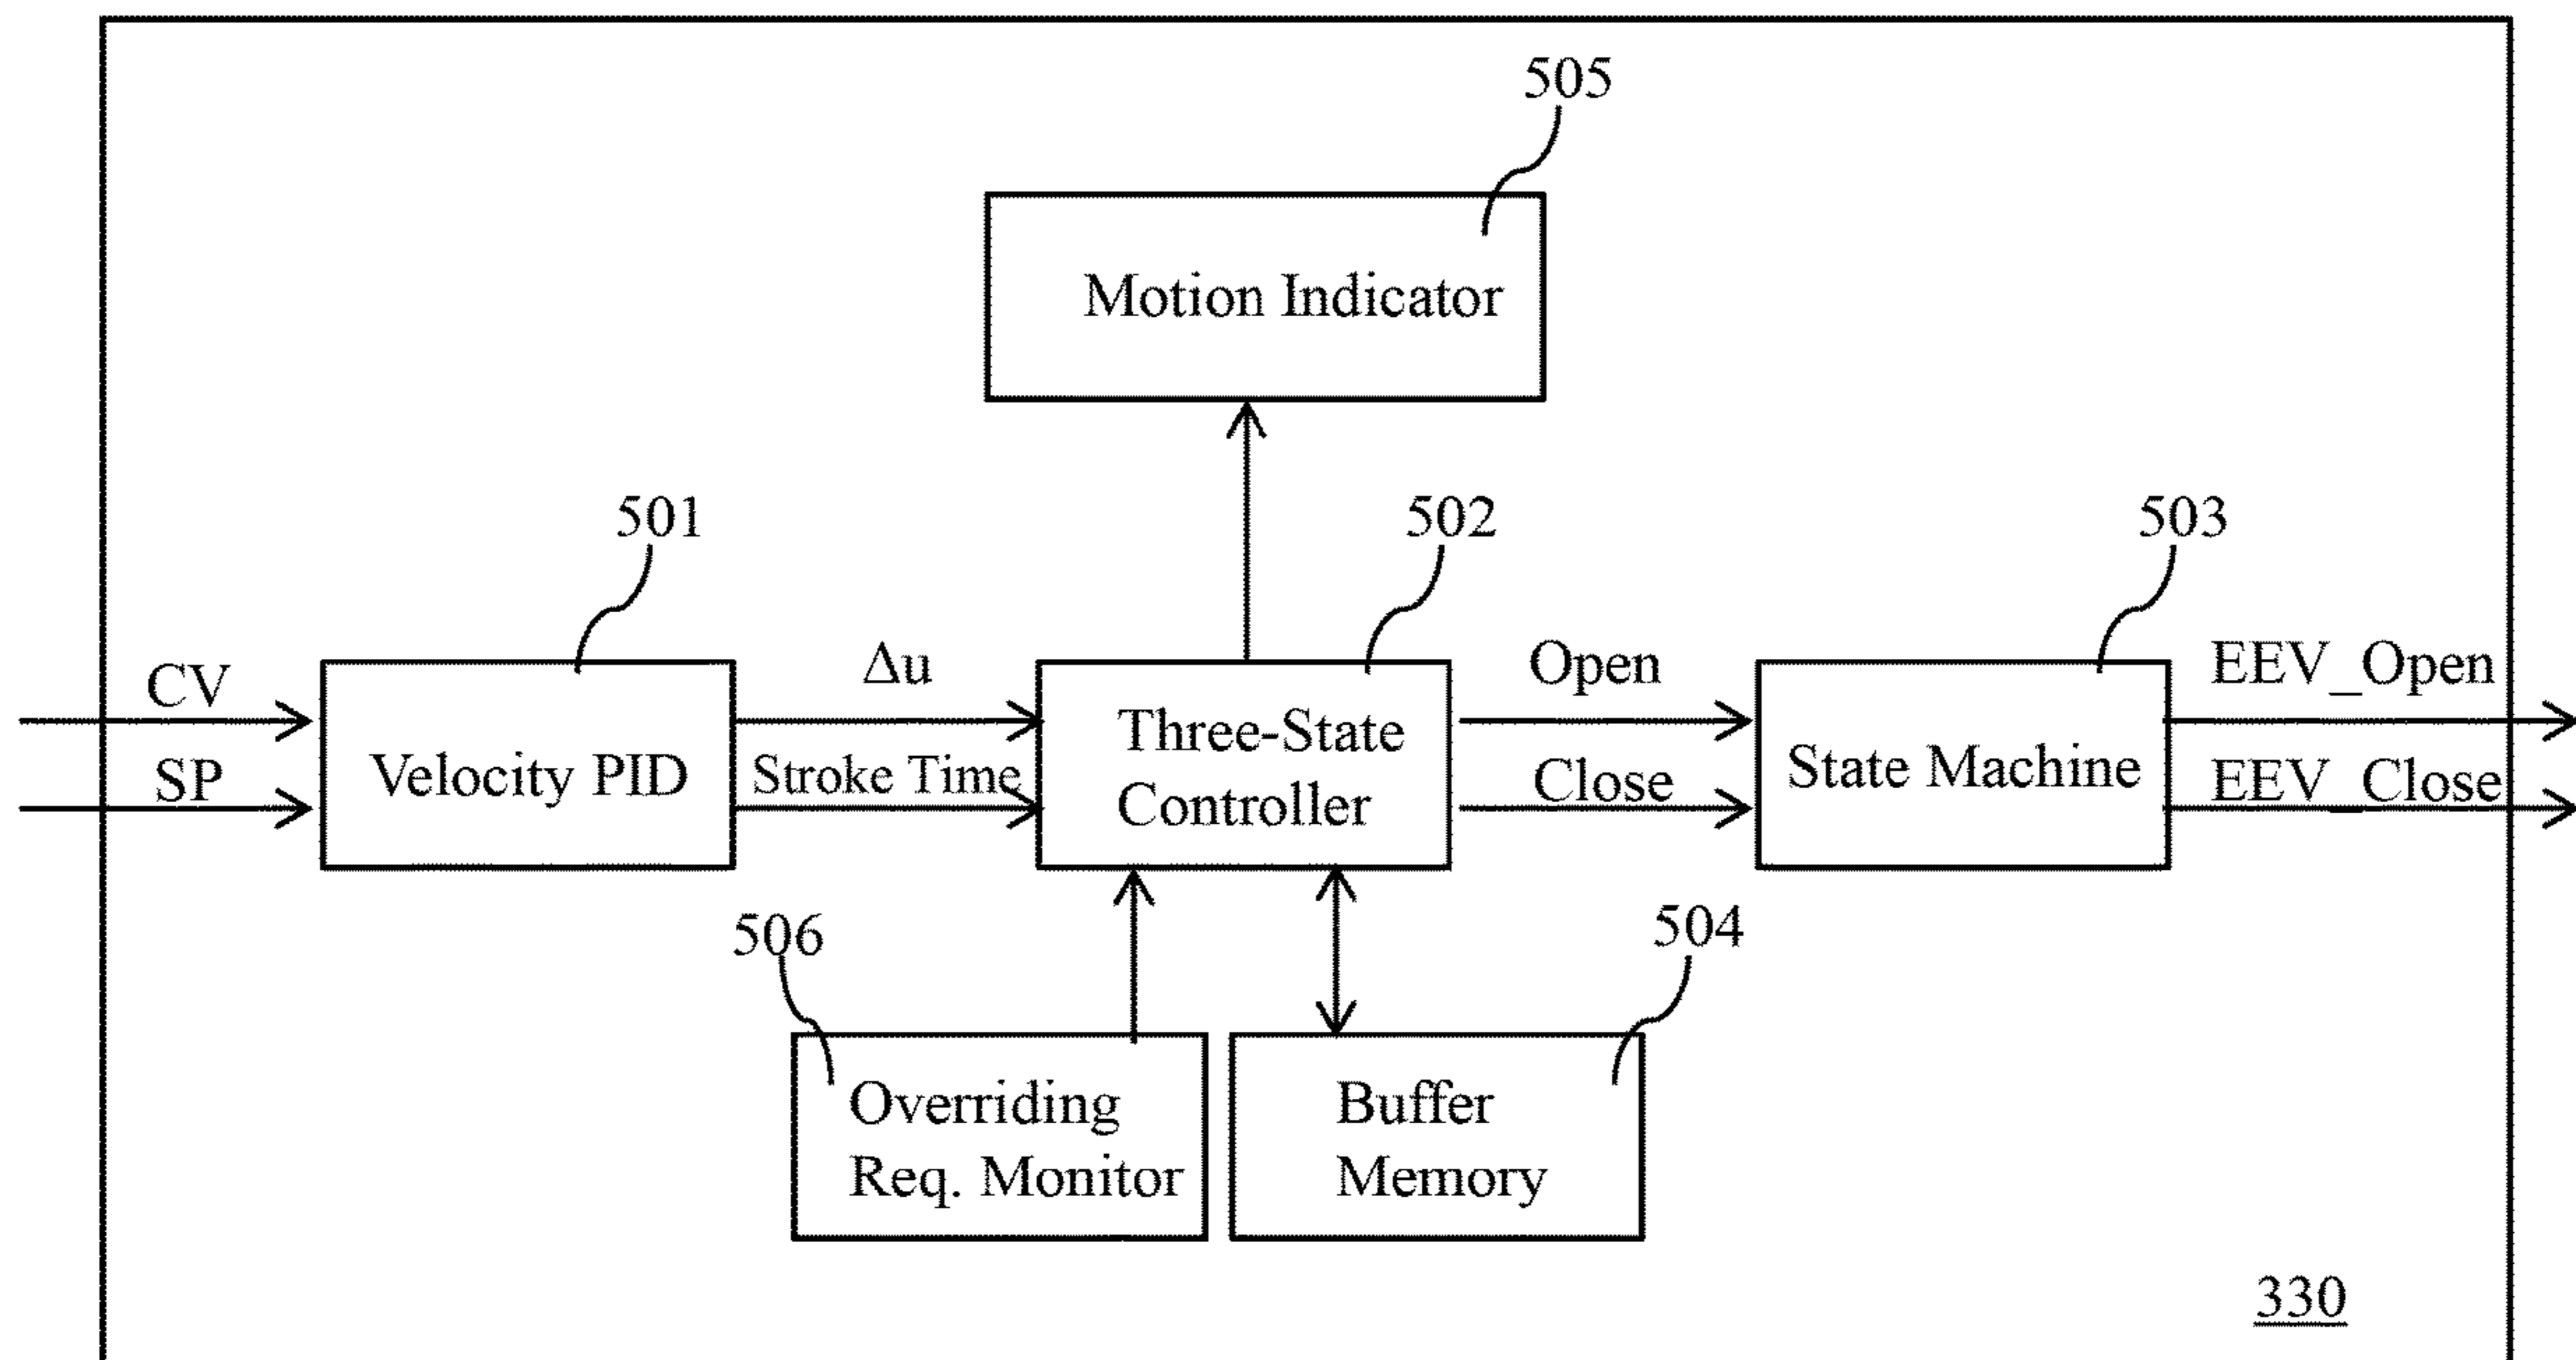 505
Motion Indicator
501
502
503
CV
SP
Velocity PID
Δu
Stroke Time
Three-State
Controller
Open
Close
State Machine
EEV_Open
EEV_Close
506
504
Overriding
Req. Monitor
Buffer
Memory
330